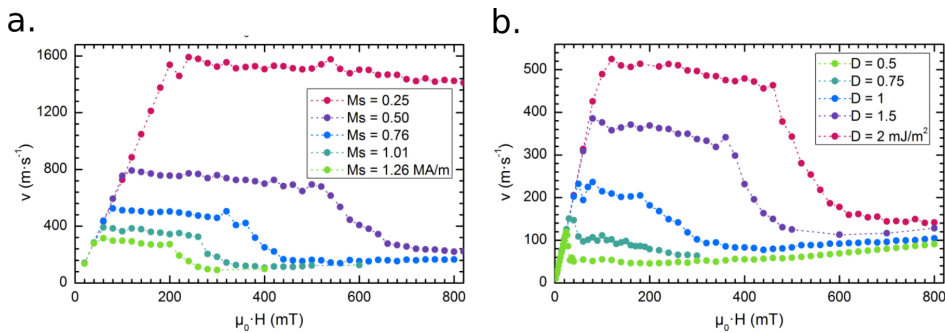 a.
1600
1200
800
400
0
v (m·s⁻¹)
0 200 400 600 800
μ₀·H (mT)
Ms = 0.25
Ms = 0.50
Ms = 0.76
Ms = 1.01
Ms = 1.26 MA/m
b.
500
400
300
200
100
0
v (m·s⁻¹)
0 200 400 600 800
μ₀·H (mT)
D = 0.5
D = 0.75
D = 1
D = 1.5
D = 2 mJ/m²